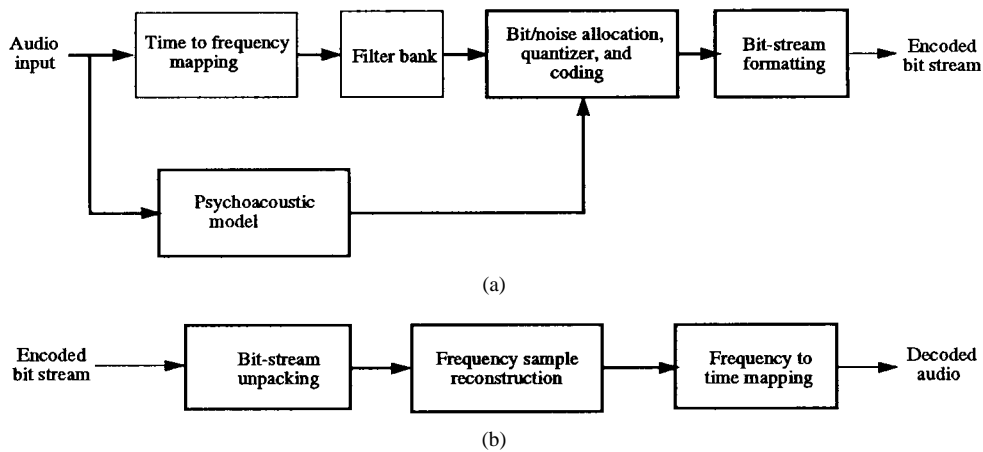 Audio
input
Time to frequency
mapping
Filter bank
Bit/noise allocation,
quantizer, and
coding
Bit-stream
formatting
Encoded
bit stream
Psychoacoustic
model
(a)
Encoded
bit stream
Bit-stream
unpacking
Frequency sample
reconstruction
Frequency to
time mapping
Decoded
audio
(b)